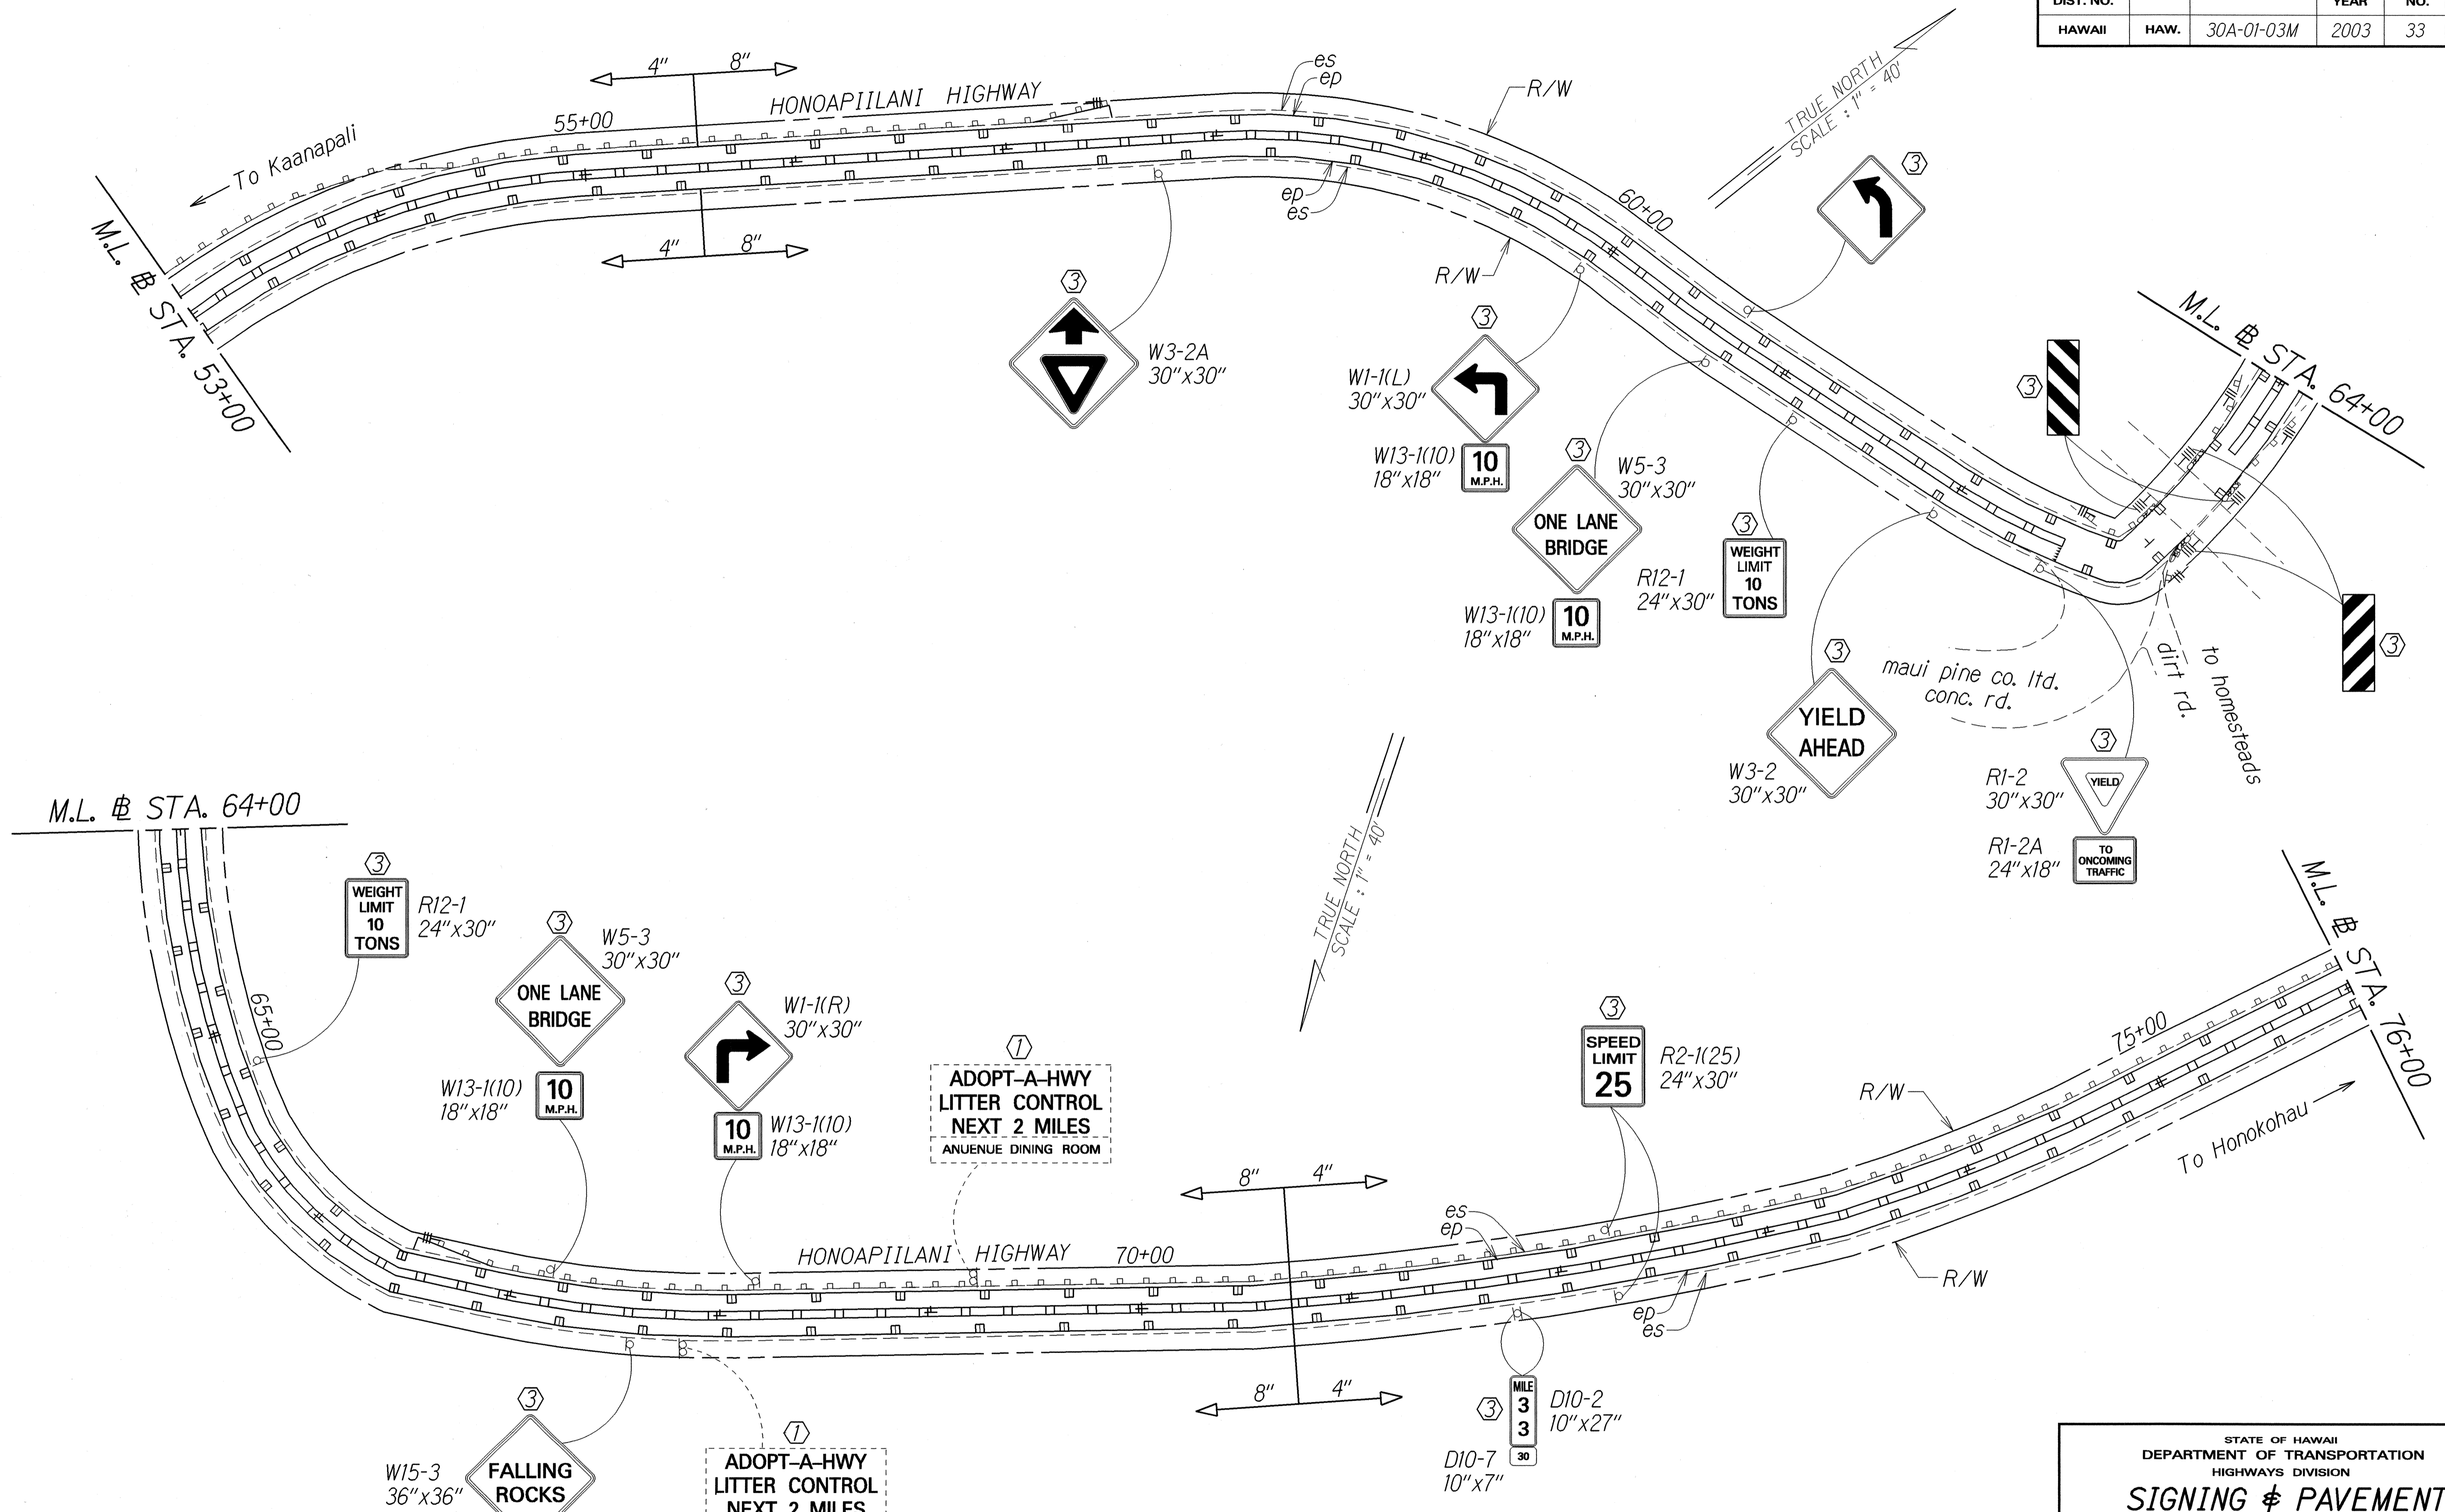 DIST. NO. YEAR NO.
HAWAII HAW. 30A-01-03M 2003 33
4" 8"
HONOAPIILANI HIGHWAY
55+00
To Kaanapali
es
ep
R/W
TRUE NORTH
SCALE : 1" = 40'
3
60+00
ep
es
R/W
4" 8"
M.L. BL STA. 53+00
3
W3-2A
30"x30"
3
W1-1(L)
30"x30"
W13-1(10)
18"x18"
10
M.P.H.
3
W5-3
30"x30"
ONE LANE
BRIDGE
W13-1(10)
18"x18"
10
M.P.H.
3
R12-1
24"x30"
WEIGHT
LIMIT
10
TONS
3
M.L. BL STA. 64+00
3
3
YIELD
AHEAD
W3-2
30"x30"
maui pine co. ltd.
conc. rd.
dirt rd.
to homesteads
3
R1-2
30"x30"
YIELD
R1-2A
24"x18"
TO
ONCOMING
TRAFFIC
M.L. BL STA. 64+00
3
WEIGHT
LIMIT
10
TONS
R12-1
24"x30"
65+00
3
W5-3
30"x30"
ONE LANE
BRIDGE
W13-1(10)
18"x18"
10
M.P.H.
3
W1-1(R)
30"x30"
10
M.P.H.
W13-1(10)
18"x18"
1
ADOPT-A-HWY
LITTER CONTROL
NEXT 2 MILES
ANUENUE DINING ROOM
TRUE NORTH
SCALE : 1" = 40'
HONOAPIILANI HIGHWAY 70+00
8" 4"
es
ep
3
SPEED
LIMIT
25
R2-1(25)
24"x30"
R/W
75+00
M.L. BL STA. 76+00
To Honokohau
R/W
ep
es
8" 4"
3
MILE
3
3
D10-2
10"x27"
D10-7
10"x7"
30
3
W15-3
36"x36"
FALLING
ROCKS
1
ADOPT-A-HWY
LITTER CONTROL
NEXT 2 MILES
STATE OF HAWAII
DEPARTMENT OF TRANSPORTATION
HIGHWAYS DIVISION
SIGNING & PAVEMENT